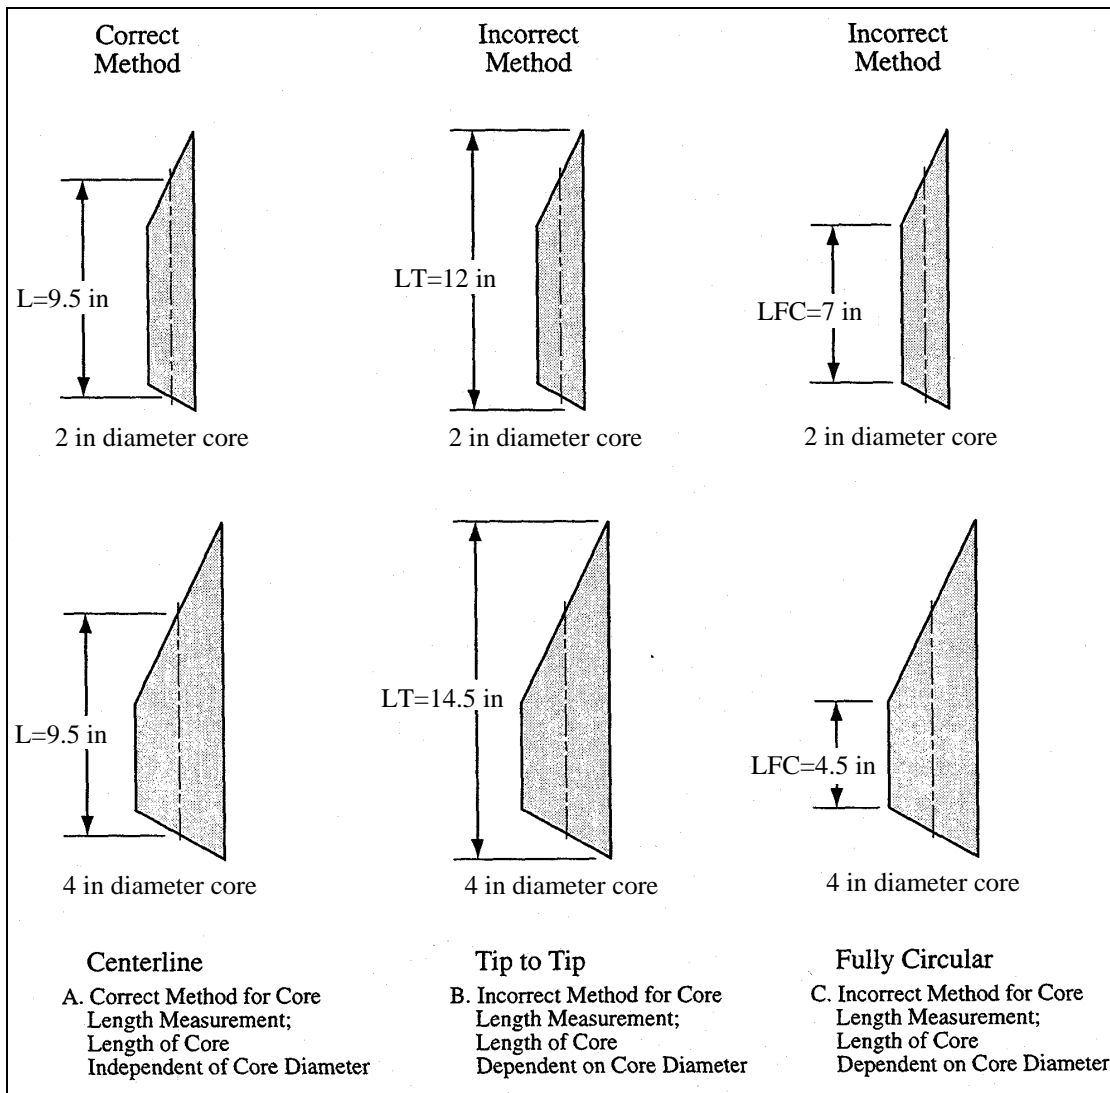 Correct
Method
Incorrect
Method
Incorrect
Method
L=9.5 in
LT=12 in
LFC=7 in
2 in diameter core
2 in diameter core
2 in diameter core
L=9.5 in
LT=14.5 in
LFC=4.5 in
4 in diameter core
4 in diameter core
4 in diameter core
Centerline
A. Correct Method for Core
Length Measurement;
Length of Core
Independent of Core Diameter
Tip to Tip
B. Incorrect Method for Core
Length Measurement;
Length of Core
Dependent on Core Diameter
Fully Circular
C. Incorrect Method for Core
Length Measurement;
Length of Core
Dependent on Core Diameter